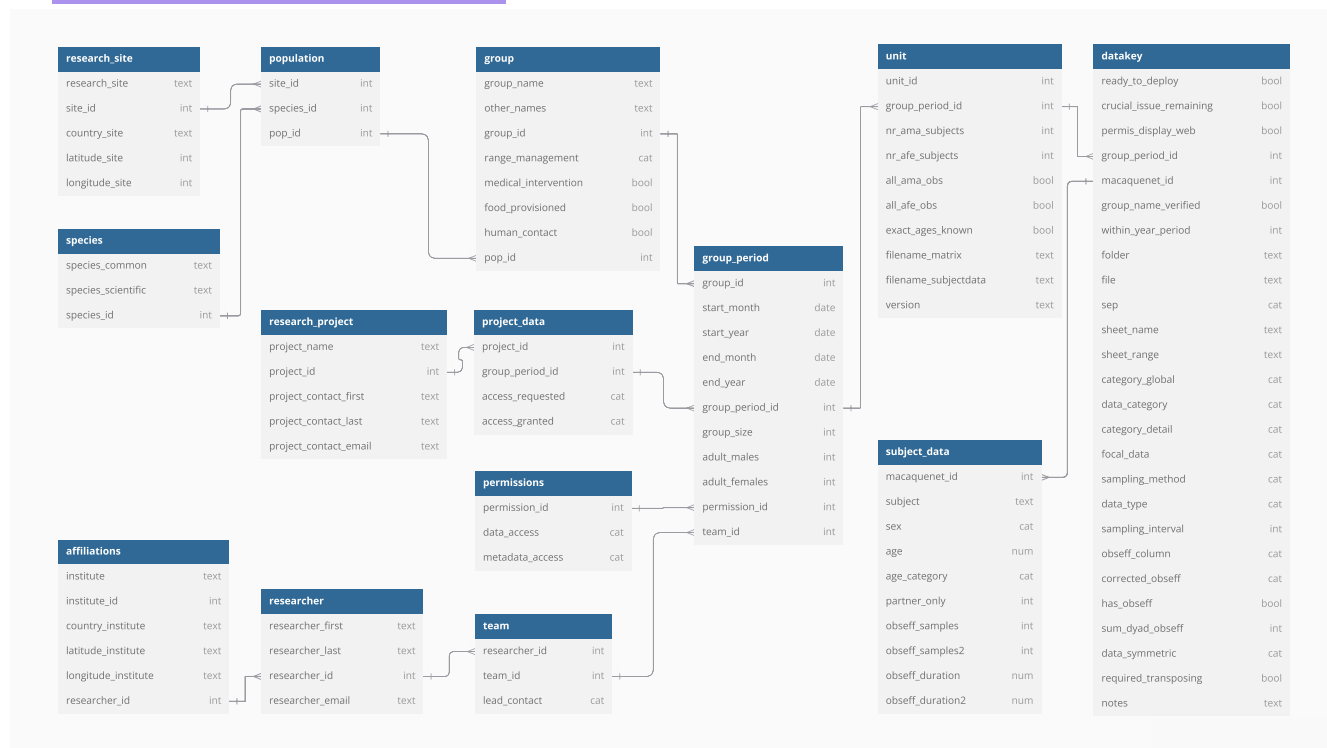 research_site
research_site text
site_id int
country_site text
latitude_site int
longitude_site int
population
site_id int
species_id int
pop_id int
group
group_name text
other_names text
group_id int
range_management cat
medical_intervention bool
food_provisioned bool
human_contact bool
pop_id int
unit
unit_id int
group_period_id int
nr_ama_subjects int
nr_afe_subjects int
all_ama_obs bool
all_afe_obs bool
exact_ages_known bool
filename_matrix text
filename_subjectdata text
version text
datakey
ready_to_deploy bool
crucial_issue_remaining bool
permis_display_web bool
group_period_id int
macaquenet_id int
group_name_verified bool
within_year_period int
folder text
file text
sep cat
sheet_name text
sheet_range text
category_global cat
data_category cat
category_detail cat
focal_data cat
sampling_method cat
data_type cat
sampling_interval int
obseff_column cat
corrected_obseff cat
has_obseff bool
sum_dyad_obseff int
data_symmetric cat
required_transposing bool
notes text
species
species_common text
species_scientific text
species_id int
group_period
group_id int
start_month date
start_year date
end_month date
end_year date
group_period_id int
group_size int
adult_males int
adult_females int
permission_id int
team_id int
research_project
project_name text
project_id int
project_contact_first text
project_contact_last text
project_contact_email text
project_data
project_id int
group_period_id int
access_requested cat
access_granted cat
subject_data
macaquenet_id int
subject text
sex cat
age num
age_category cat
partner_only int
obseff_samples int
obseff_samples2 int
obseff_duration num
obseff_duration2 num
permissions
permission_id int
data_access cat
metadata_access cat
affiliations
institute text
institute_id int
country_institute text
latitude_institute text
longitude_institute text
researcher_id int
researcher
researcher_first text
researcher_last text
researcher_id int
researcher_email text
team
researcher_id int
team_id int
lead_contact cat